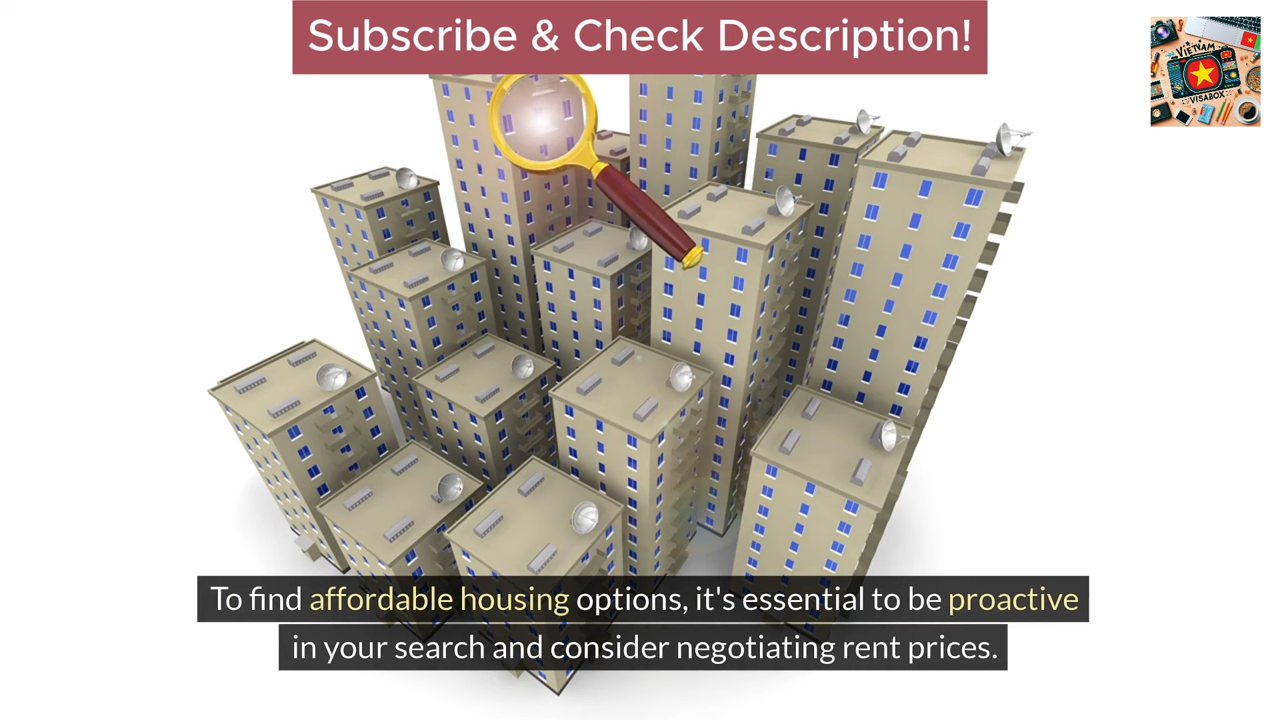 Subscribe & Check Description!
VIETNAM
VISABOX
To find affordable housing options, it's essential to be proactive
in your search and consider negotiating rent prices.